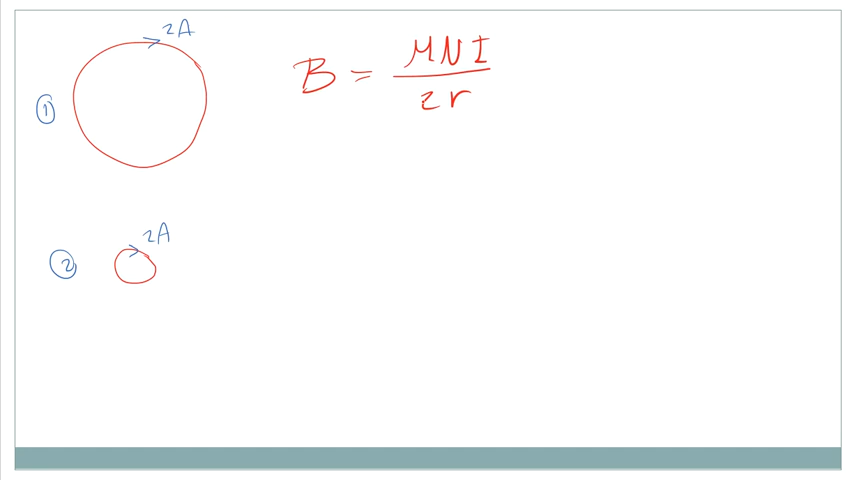 2A
B = μNI / 2r
①
2A
②